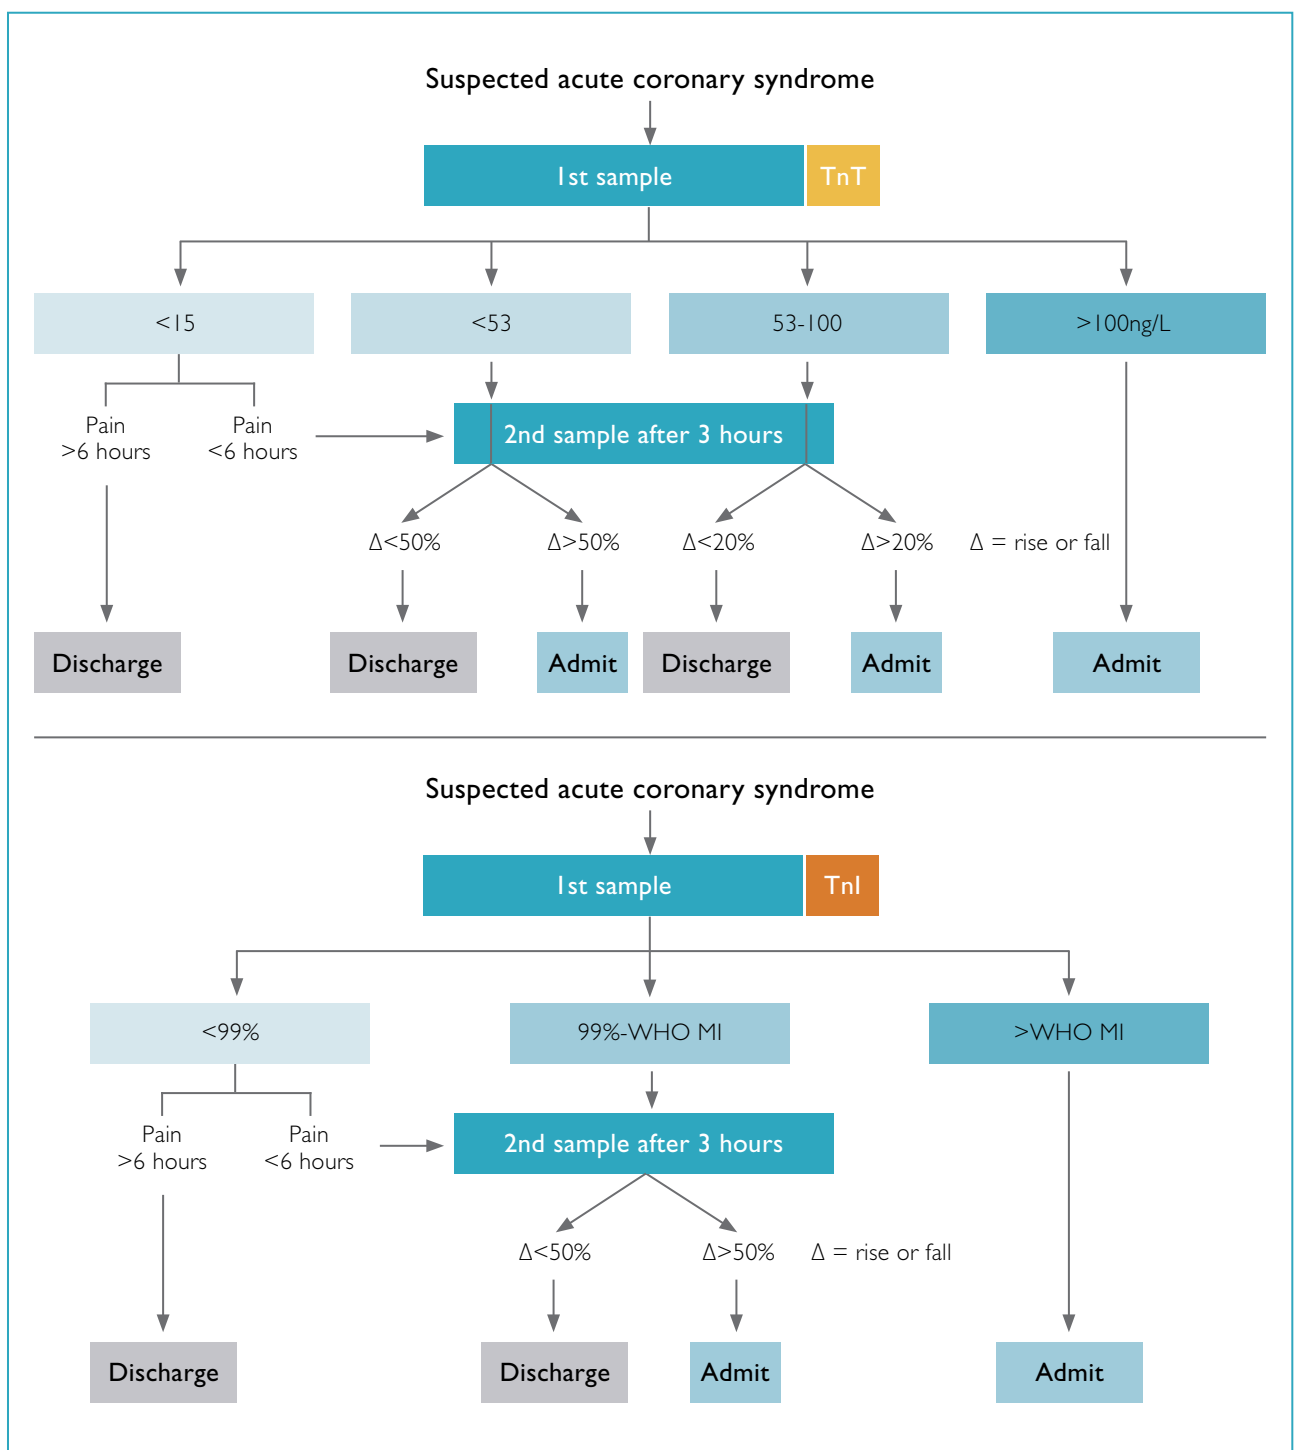 Suspected acute coronary syndrome
1st sample
TnT
<15
<53
53-100
>100ng/L
Pain
>6 hours
Pain
<6 hours
2nd sample after 3 hours
Δ<50%
Δ>50%
Δ<20%
Δ>20%
Δ = rise or fall
Discharge
Discharge
Admit
Discharge
Admit
Admit
Suspected acute coronary syndrome
1st sample
TnI
<99%
99%-WHO MI
>WHO MI
Pain
>6 hours
Pain
<6 hours
2nd sample after 3 hours
Δ<50%
Δ>50%
Δ = rise or fall
Discharge
Discharge
Admit
Admit